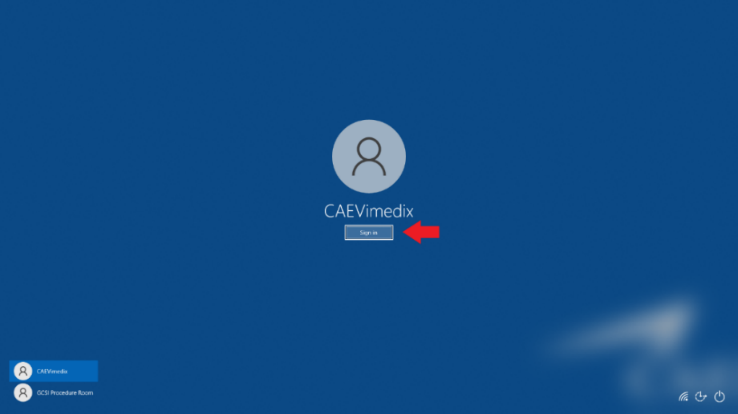 CAEVimedix
Sign in
CAEVimedix
GCSI Procedure Room